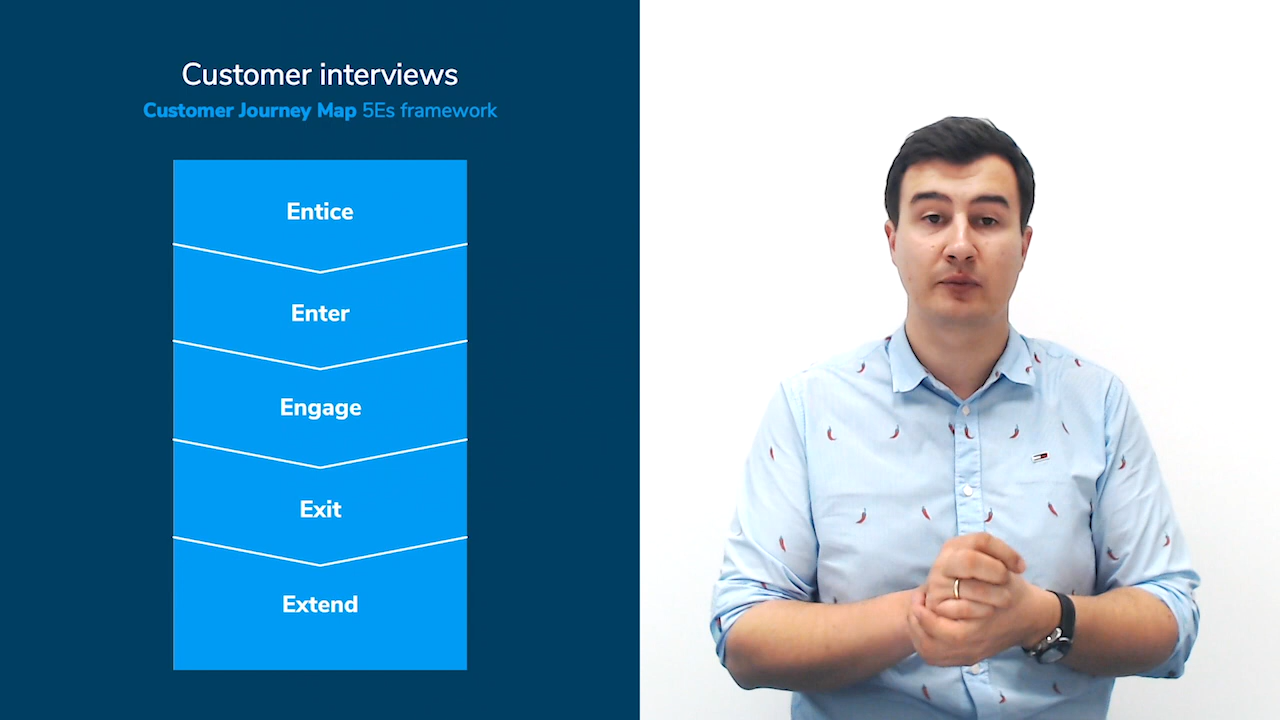 Customer interviews
Customer Journey Map 5Es framework
Entice
Enter
Engage
Exit
Extend